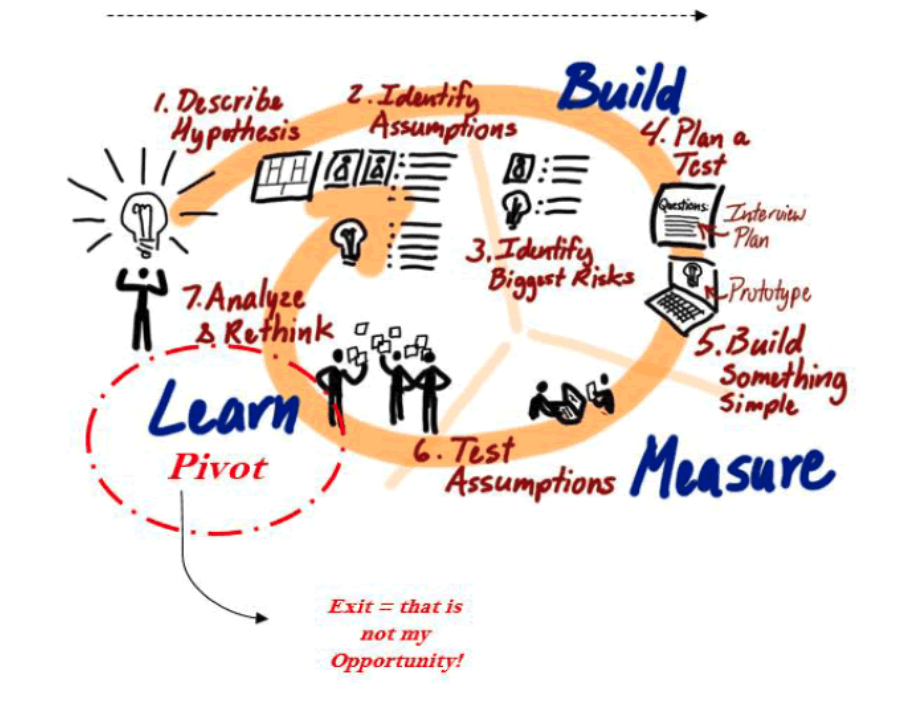 Build
1. Describe
Hypothesis
2. Identify
Assumptions
4. Plan a
Test
Questions:
Interview
Plan
3. Identify
Biggest Risks
Prototype
7. Analyze
& Rethink
5. Build
Something
Simple
Learn
Pivot
6. Test
Assumptions
Measure
Exit = that is
not my
Opportunity!